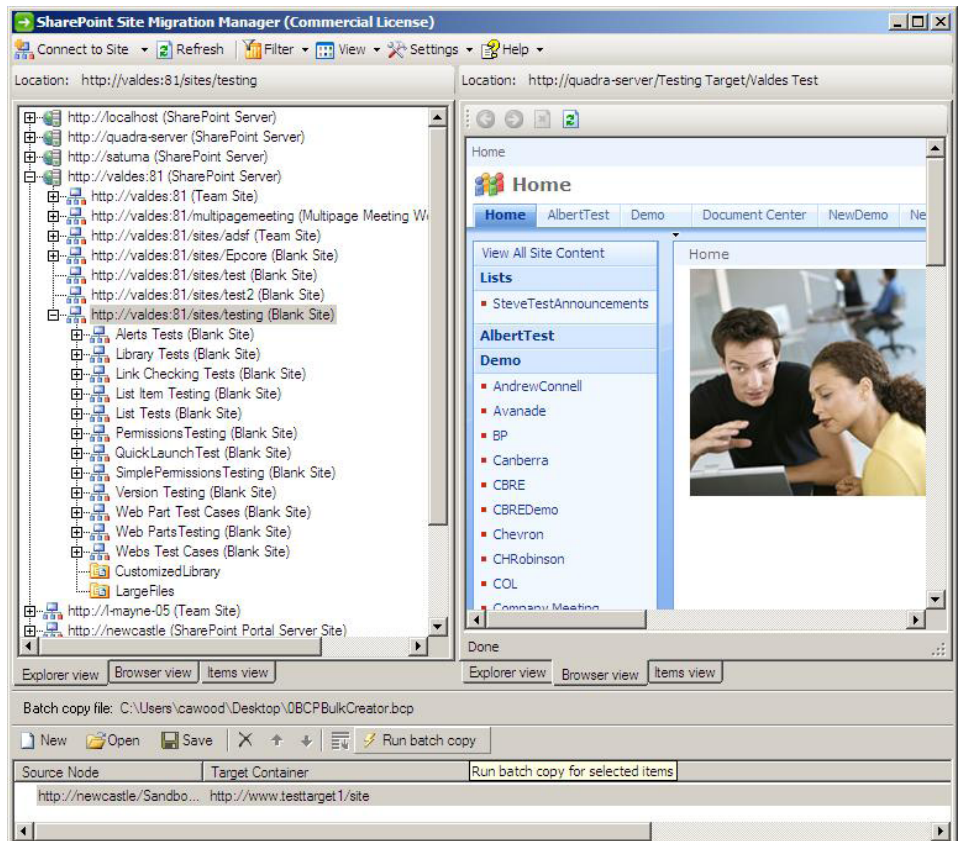 SharePoint Site Migration Manager (Commercial License)
Connect to Site Refresh Filter View Settings Help
Location: http://valdes:81/sites/testing
Location: http://quadra-server/Testing Target/Valdes Test
http://localhost (SharePoint Server)
http://quadra-server (SharePoint Server)
http://saturna (SharePoint Server)
http://valdes:81 (SharePoint Server)
http://valdes:81 (Team Site)
http://valdes:81/multipagemeeting (Multipage Meeting W
http://valdes:81/sites/adsf (Team Site)
http://valdes:81/sites/Epcore (Blank Site)
http://valdes:81/sites/test (Blank Site)
http://valdes:81/sites/test2 (Blank Site)
http://valdes:81/sites/testing (Blank Site)
Alerts Tests (Blank Site)
Library Tests (Blank Site)
Link Checking Tests (Blank Site)
List Item Testing (Blank Site)
List Tests (Blank Site)
PermissionsTesting (Blank Site)
QuickLaunchTest (Blank Site)
SimplePermissionsTesting (Blank Site)
Version Testing (Blank Site)
Web Part Test Cases (Blank Site)
Web PartsTesting (Blank Site)
Webs Test Cases (Blank Site)
CustomizedLibrary
LargeFiles
http://l-mayne-05 (Team Site)
http://newcastle (SharePoint Portal Server Site)
Explorer view Browser view Items view
Home
Home
Home AlbertTest Demo Document Center NewDemo Ne
View All Site Content
Lists
SteveTestAnnouncements
AlbertTest
Demo
AndrewConnell
Avanade
BP
Canberra
CBRE
CBREDemo
Chevron
CHRobinson
COL
Company Meeting
Home
Done
Explorer view Browser view Items view
Batch copy file: C:\Users\cawood\Desktop\0BCPBulkCreator.bcp
New Open Save Run batch copy
Source Node Target Container
Run batch copy for selected items
http://newcastle/Sandbo... http://www.testtarget1/site